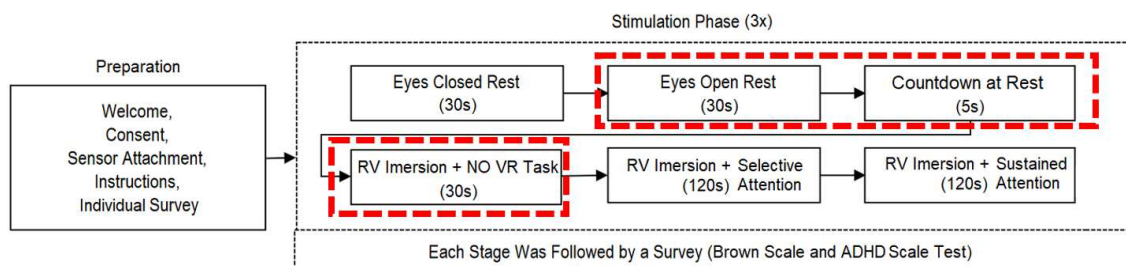 Stimulation Phase (3x)
Preparation
Welcome,
Consent,
Sensor Attachment,
Instructions,
Individual Survey
Eyes Closed Rest
(30s)
Eyes Open Rest
(30s)
Countdown at Rest
(5s)
RV Imersion + NO VR Task
(30s)
RV Imersion + Selective
(120s) Attention
RV Imersion + Sustained
(120s) Attention
Each Stage Was Followed by a Survey (Brown Scale and ADHD Scale Test)